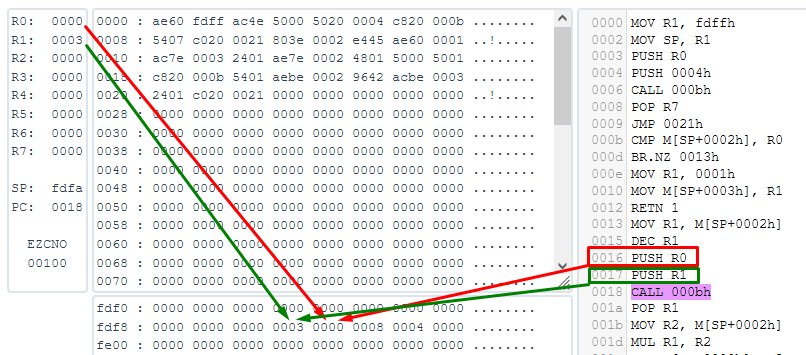 R0: 0000
R1: 0003
R2: 0000
R3: 0000
R4: 0000
R5: 0000
R6: 0000
R7: 0000
SP: fdfa
PC: 0018
EZCNO
00100
0000 : ae60 fdff ac4e 5000 5020 0004 c820 000b ........
0008 : 5407 c020 0021 803e 0002 e445 ae60 0001 ..!.....
0010 : ac7e 0003 2401 ae7e 0002 4801 5000 5001 ........
0018 : c820 000b 5401 aebe 0002 9642 acbe 0003 ........
0020 : 2401 c020 0021 0000 0000 0000 0000 0000 ..!.....
0028 : 0000 0000 0000 0000 0000 0000 0000 0000 ........
0030 : 0000 0000 0000 0000 0000 0000 0000 0000 ........
0038 : 0000 0000 0000 0000 0000 0000 0000 0000 ........
0040 : 0000 0000 0000 0000 0000 0000 0000 0000 ........
0048 : 0000 0000 0000 0000 0000 0000 0000 0000 ........
0050 : 0000 0000 0000 0000 0000 0000 0000 0000 ........
0058 : 0000 0000 0000 0000 0000 0000 0000 0000 ........
0060 : 0000 0000 0000 0000 0000 0000 0000 0000 ........
0068 : 0000 0000 0000 0000 0000 0000 0000 0000 ........
0070 : 0000 0000 0000 0000 0000 0000 0000 0000 ........
fdf0 : 0000 0000 0000 0000 0000 0000 0000 0000 ........
fdf8 : 0000 0000 0000 0003 0000 0008 0004 0000 ........
fe00 : 0000 0000 0000 0000 0000 0000 0000 0000 ........
0000 MOV R1, fdffh
0002 MOV SP, R1
0003 PUSH R0
0004 PUSH 0004h
0006 CALL 000bh
0008 POP R7
0009 JMP 0021h
000b CMP M[SP+0002h], R0
000d BR.NZ 0013h
000e MOV R1, 0001h
0010 MOV M[SP+0003h], R1
0012 RETN 1
0013 MOV R1, M[SP+0002h]
0015 DEC R1
0016 PUSH R0
0017 PUSH R1
0018 CALL 000bh
001a POP R1
001b MOV R2, M[SP+0002h]
001d MUL R1, R2